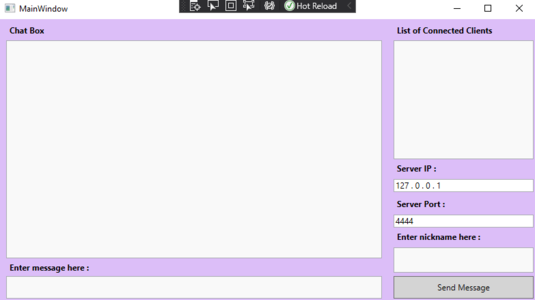 MainWindow
Hot Reload
Chat Box
List of Connected Clients
Server IP :
127 . 0 . 0 . 1
Server Port :
4444
Enter nickname here :
Enter message here :
Send Message